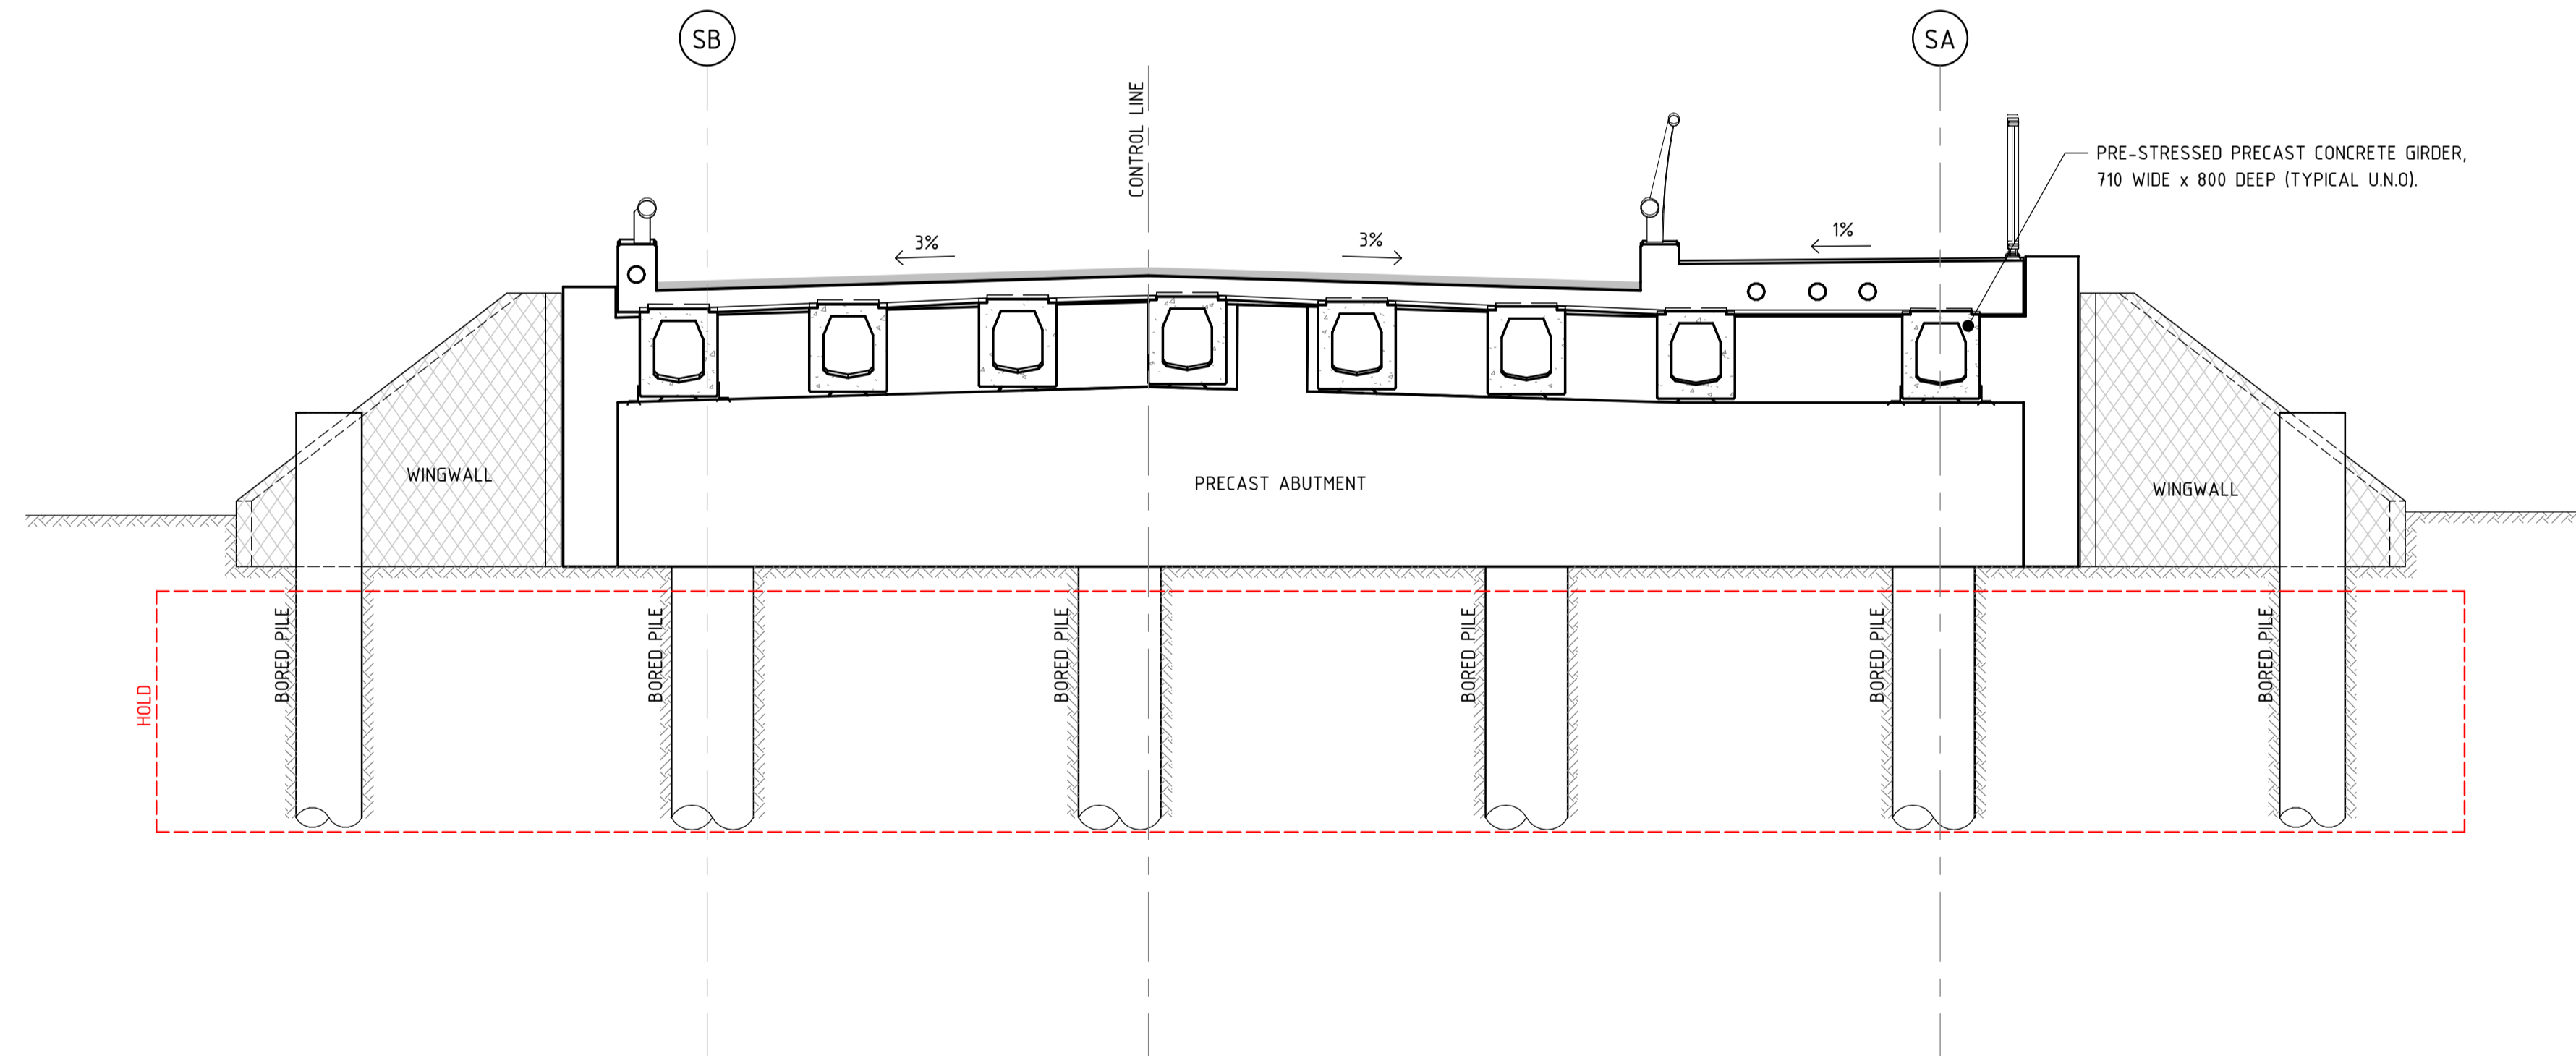 SB
SA
CONTROL LINE
PRE-STRESSED PRECAST CONCRETE GIRDER,
710 WIDE x 800 DEEP (TYPICAL U.N.O).
3%
3%
1%
WINGWALL
PRECAST ABUTMENT
WINGWALL
HOLD
BORED PILE
BORED PILE
BORED PILE
BORED PILE
BORED PILE
BORED PILE